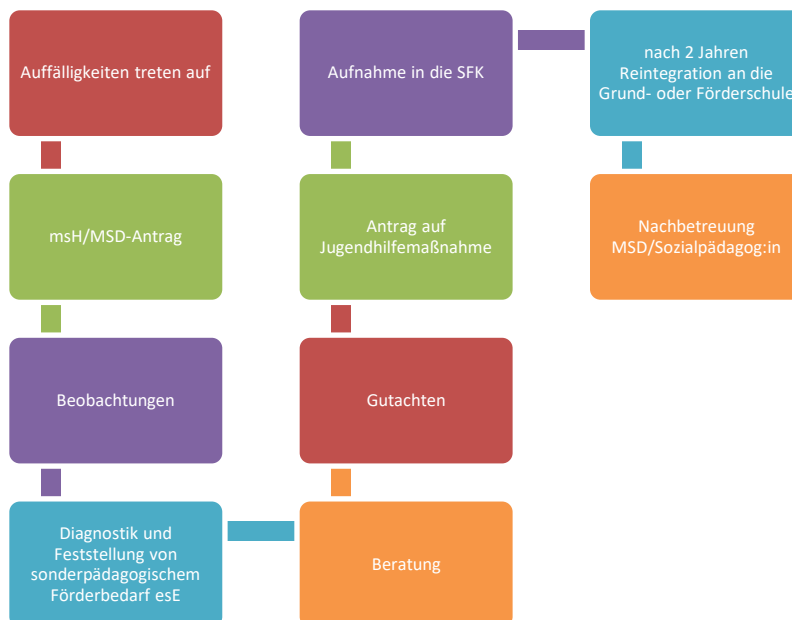 Auffälligkeiten treten auf
msH/MSD-Antrag
Beobachtungen
Diagnostik und
Feststellung von
sonderpädagogischem
Förderbedarf esE
Beratung
Gutachten
Antrag auf
Jugendhilfemaßnahme
Aufnahme in die SFK
nach 2 Jahren
Reintegration an die
Grund- oder Förderschule
Nachbetreuung
MSD/Sozialpädagog:in